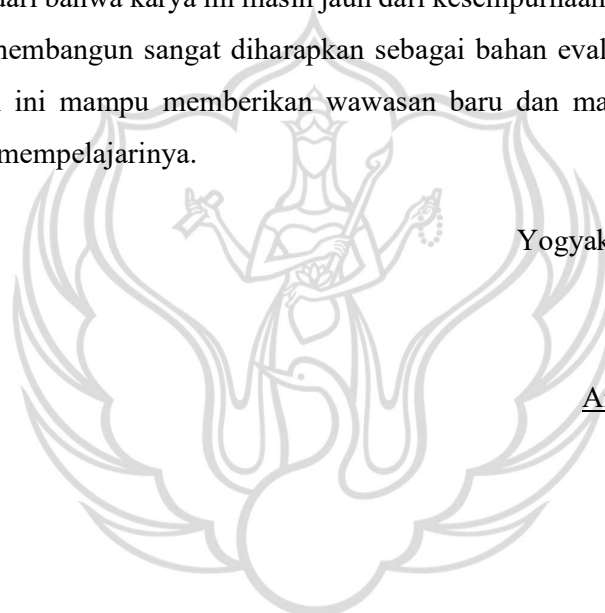 dari bahwa karya ini masih jauh dari kesempurnaan
membangun sangat diharapkan sebagai bahan eval
ini mampu memberikan wawasan baru dan ma
mempelajarinya.
Yogyak
A